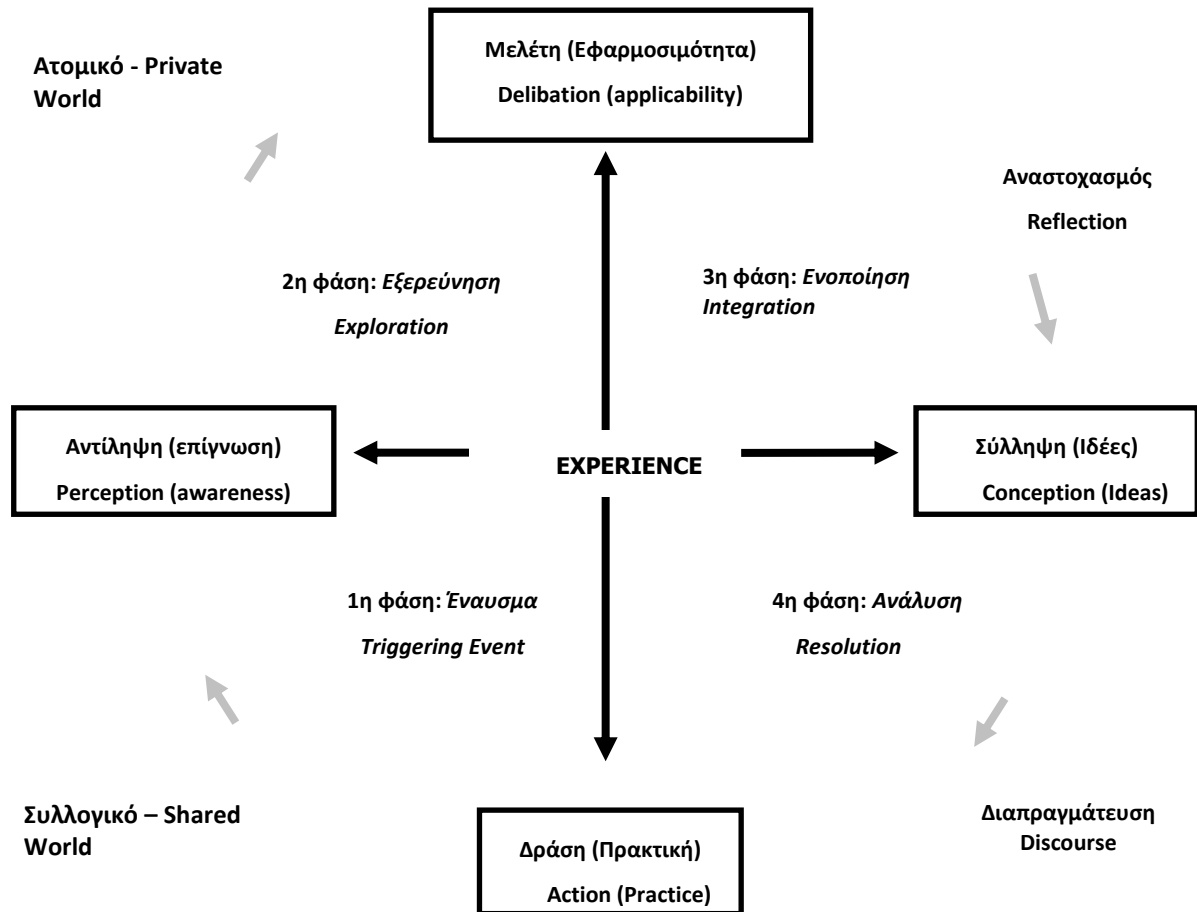 Μελέτη (Εφαρμοσιμότητα)
Delibation (applicability)
Ατομικό - Private
World
Αναστοχασμός
Reflection
2η φάση: Εξερεύνηση
Exploration
3η φάση: Ενοποίηση
Integration
Αντίληψη (επίγνωση)
Perception (awareness)
EXPERIENCE
Σύλληψη (Ιδέες)
Conception (Ideas)
1η φάση: Έναυσμα
Triggering Event
4η φάση: Ανάλυση
Resolution
Συλλογικό – Shared
World
Διαπραγμάτευση
Discourse
Δράση (Πρακτική)
Action (Practice)